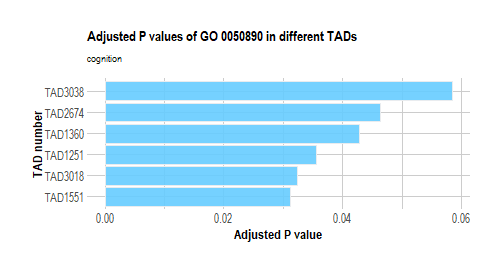 Adjusted P values of GO 0050890 in different TADs
cognition
TAD number
TAD3038
TAD2674
TAD1360
TAD1251
TAD3018
TAD1551
0.00 0.02 0.04 0.06
Adjusted P value